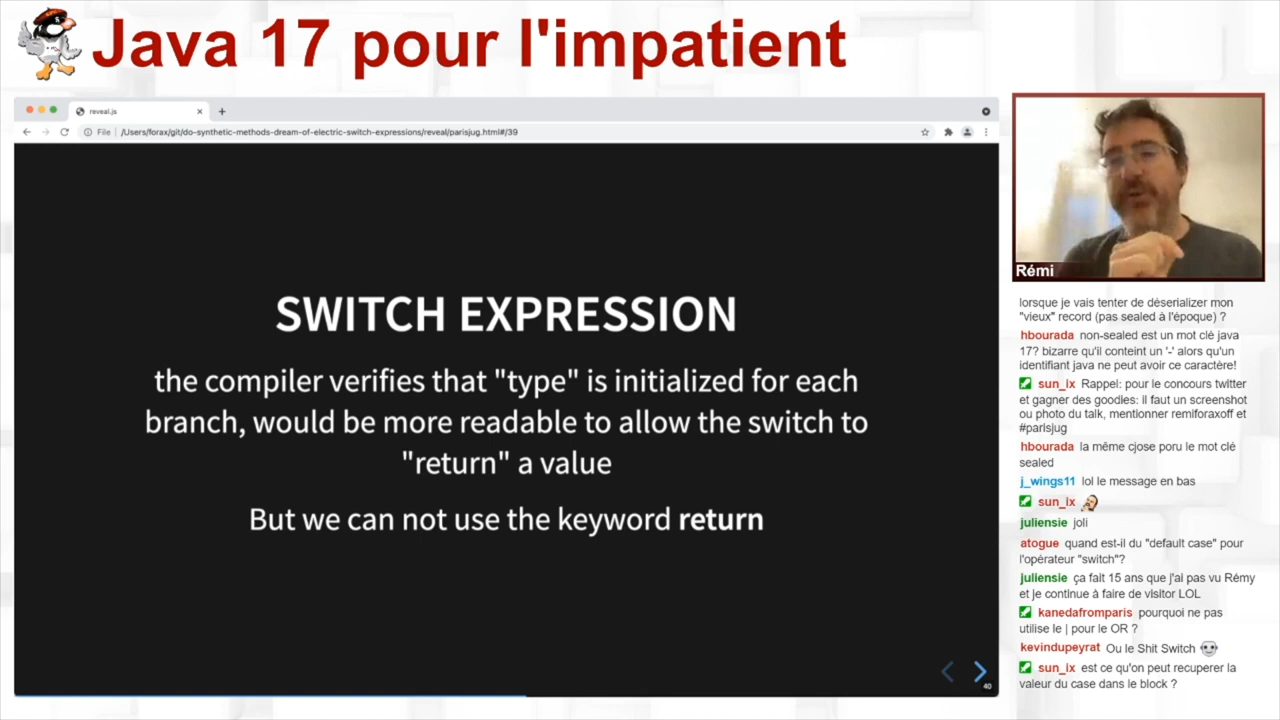 Java 17 pour l'impatient
reveal.js
File
/Users/forax/git/do-synthetic-methods-dream-of-electric-switch-expressions/reveal/parisjug.html#/39
SWITCH EXPRESSION
the compiler verifies that "type" is initialized for each
branch, would be more readable to allow the switch to
"return" a value
But we can not use the keyword return
40
Rémi
lorsque je vais tenter de déserializer mon
"vieux" record (pas sealed à l'époque) ?
hbourada non-sealed est un mot clé java
17? bizarre qu'il conteint un '-' alors qu'un
identifiant java ne peut avoir ce caractère!
sun_ix Rappel: pour le concours twitter
et gagner des goodies: il faut un screenshot
ou photo du talk, mentionner remiforaxoff et
#parisjug
hbourada la même cjose poru le mot clé
sealed
j_wings11 lol le message en bas
sun_ix
juliensie joli
atogue quand est-il du "default case" pour
l'opérateur "switch"?
juliensie ça fait 15 ans que j'ai pas vu Rémy
et je continue à faire de visitor LOL
kanedafromparis pourquoi ne pas
utilise le | pour le OR ?
kevindupeyrat Ou le Shit Switch
sun_ix est ce qu'on peut recuperer la
valeur du case dans le block ?